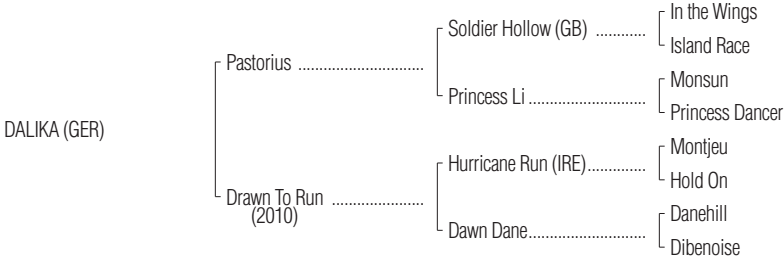 DALIKA (GER)
Pastorius ............................
Drawn To Run ....................
(2010)
Soldier Hollow (GB) ...........
Princess Li ..........................
Hurricane Run (IRE).............
Dawn Dane..........................
In the Wings
Island Race
Monsun
Princess Dancer
Montjeu
Hold On
Danehill
Dibenoise